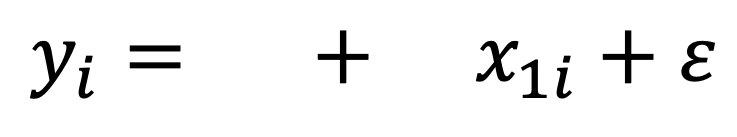 𝑦ᵢ = + 𝑥₁ᵢ + 𝜀